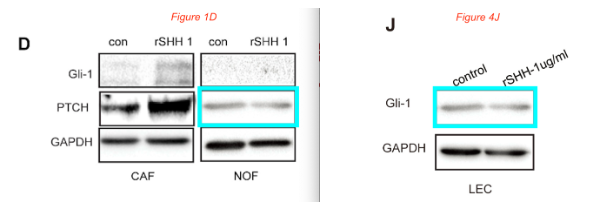 Figure 1D
D
con rSHH 1 con rSHH 1
Gli-1
PTCH
GAPDH
CAF NOF
Figure 4J
J
control rSHH-1ug/ml
Gli-1
GAPDH
LEC